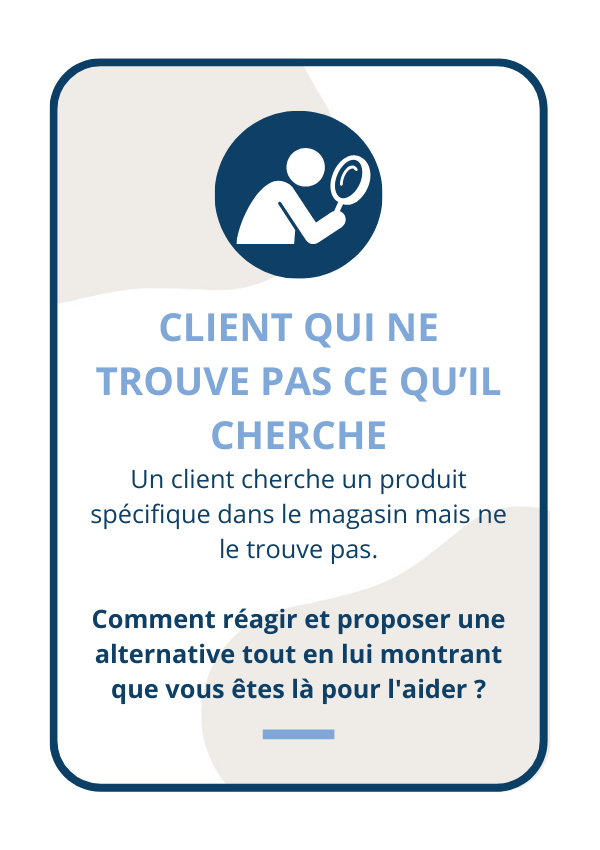 CLIENT QUI NE
TROUVE PAS CE QU’IL
CHERCHE
Un client cherche un produit
spécifique dans le magasin mais ne
le trouve pas.
Comment réagir et proposer une
alternative tout en lui montrant
que vous êtes là pour l'aider ?